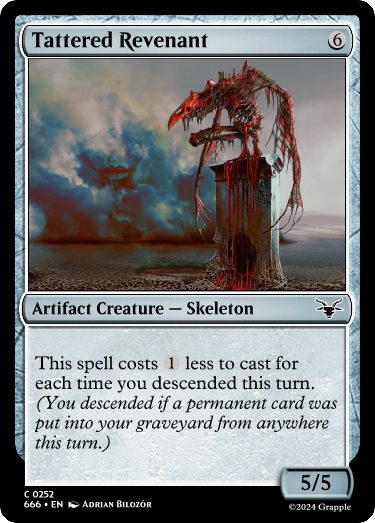 Tattered Revenant 6
Artifact Creature — Skeleton
This spell costs 1 less to cast for
each time you descended this turn.
(You descended if a permanent card was
put into your graveyard from anywhere
this turn.)
5/5
C 0252
666 • EN Adrian Bilozór
©2024 Grapple